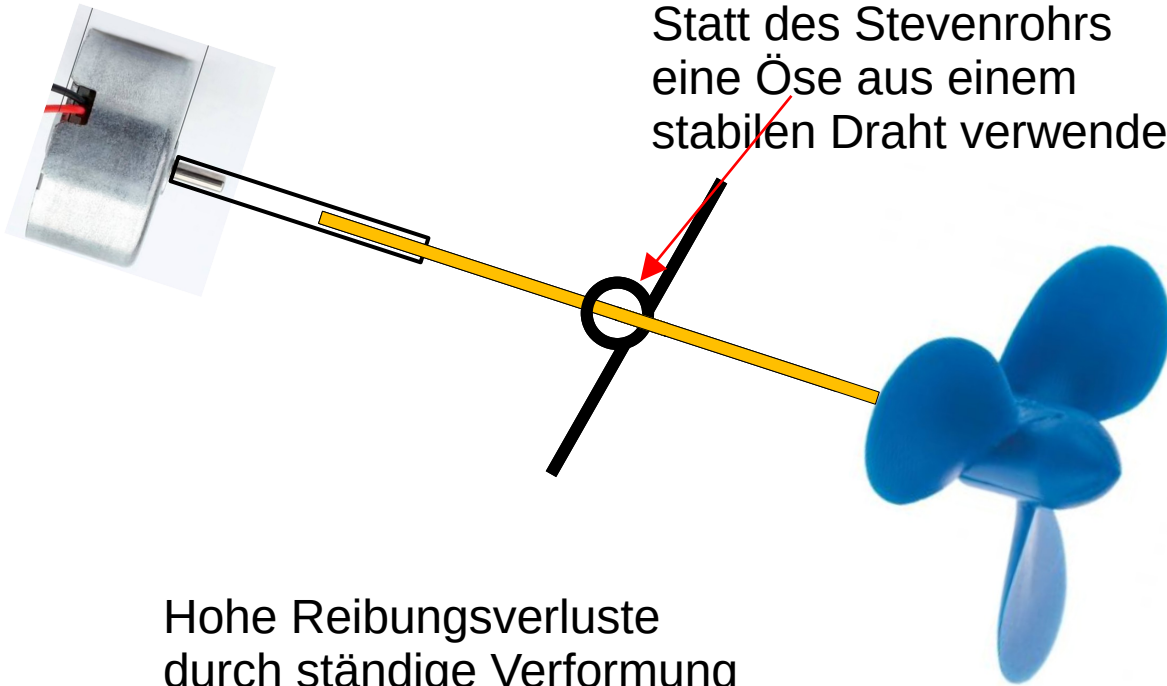 Statt des Stevenrohrs
eine Öse aus einem
stabilen Draht verwende
Hohe Reibungsverluste
durch ständige Verformung